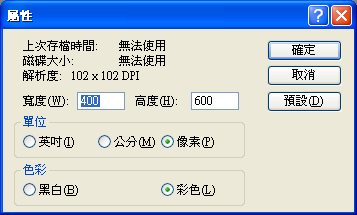 屬性
上次存檔時間: 無法使用
磁碟大小: 無法使用
解析度: 102 x 102 DPI
寬度(W): 400 高度(H): 600
單位
英吋(I) 公分(M) 像素(P)
色彩
黑白(B) 彩色(L)
確定
取消
預設(D)